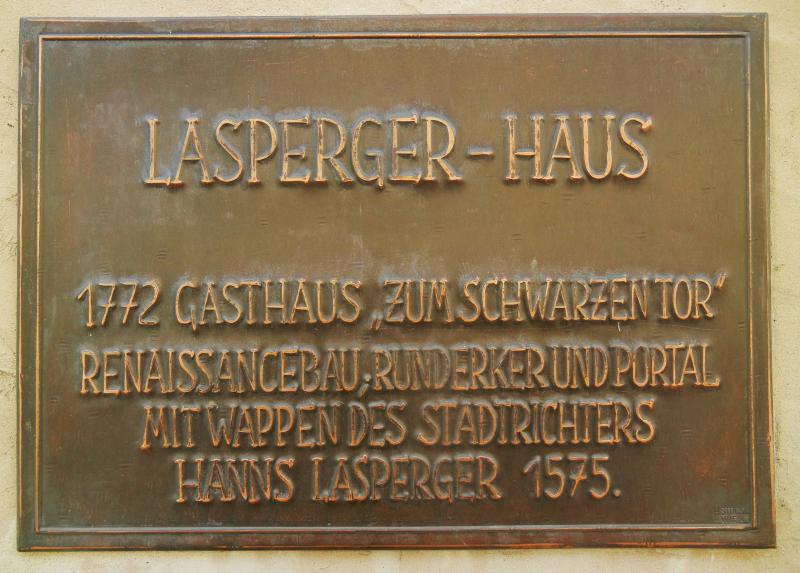 LASPERGER-HAUS
1772 GASTHAUS „ZUM SCHWARZEN TOR“
RENAISSANCEBAU, RUNDERKER UND PORTAL
MIT WAPPEN DES STADTRICHTERS
HANNS LASPERGER 1575.